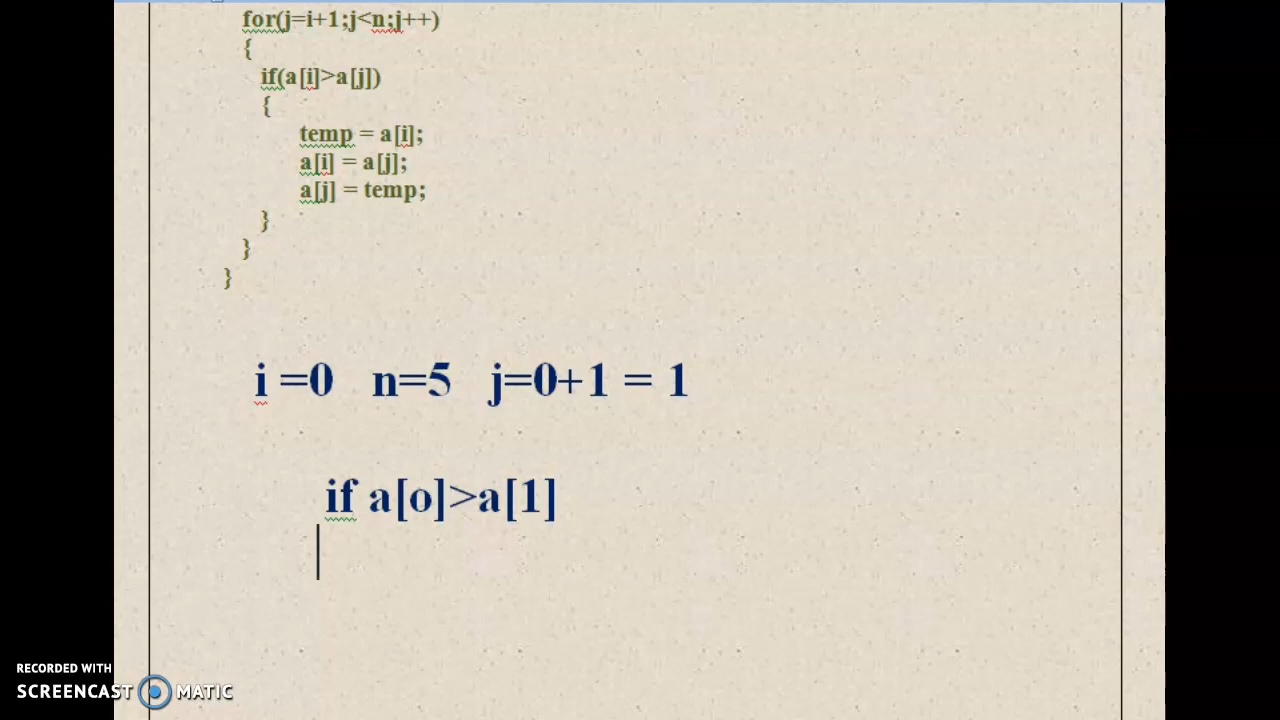 for(j=i+1;j<n;j++)
{
if(a[i]>a[j])
{
temp = a[i];
a[i] = a[j];
a[j] = temp;
}
}
}
i =0 n=5 j=0+1 = 1
if a[o]>a[1]
RECORDED WITH
SCREENCAST MATIC